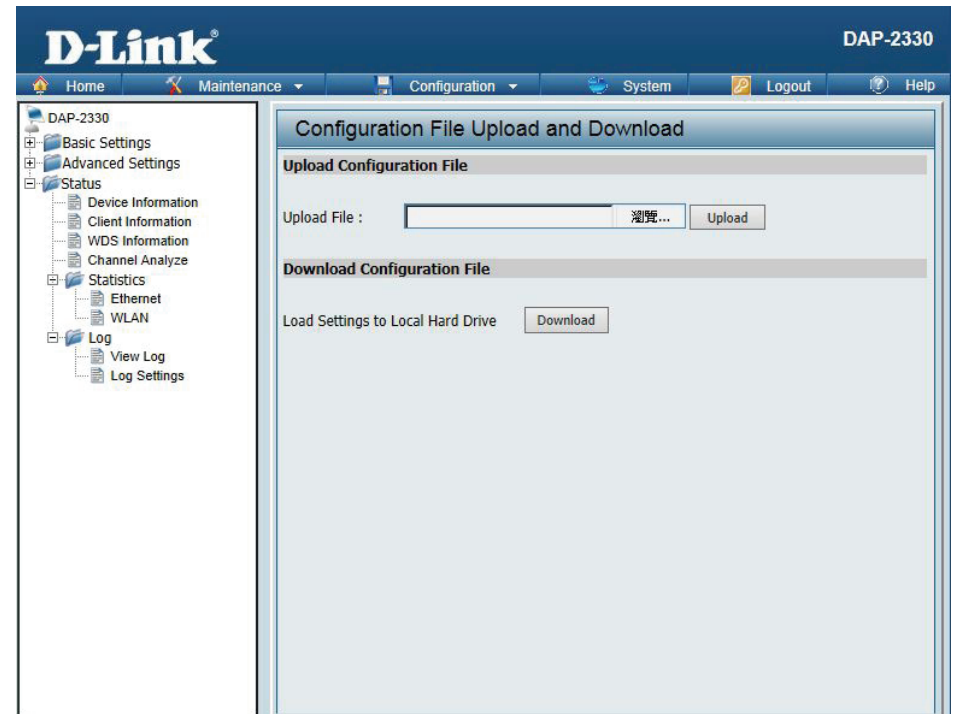 D-Link®
DAP-2330
Home
Maintenance
Configuration
System
Logout
Help
DAP-2330
Basic Settings
Advanced Settings
Status
Device Information
Client Information
WDS Information
Channel Analyze
Statistics
Ethernet
WLAN
Log
View Log
Log Settings
Configuration File Upload and Download
Upload Configuration File
Upload File :
瀏覽...
Upload
Download Configuration File
Load Settings to Local Hard Drive
Download